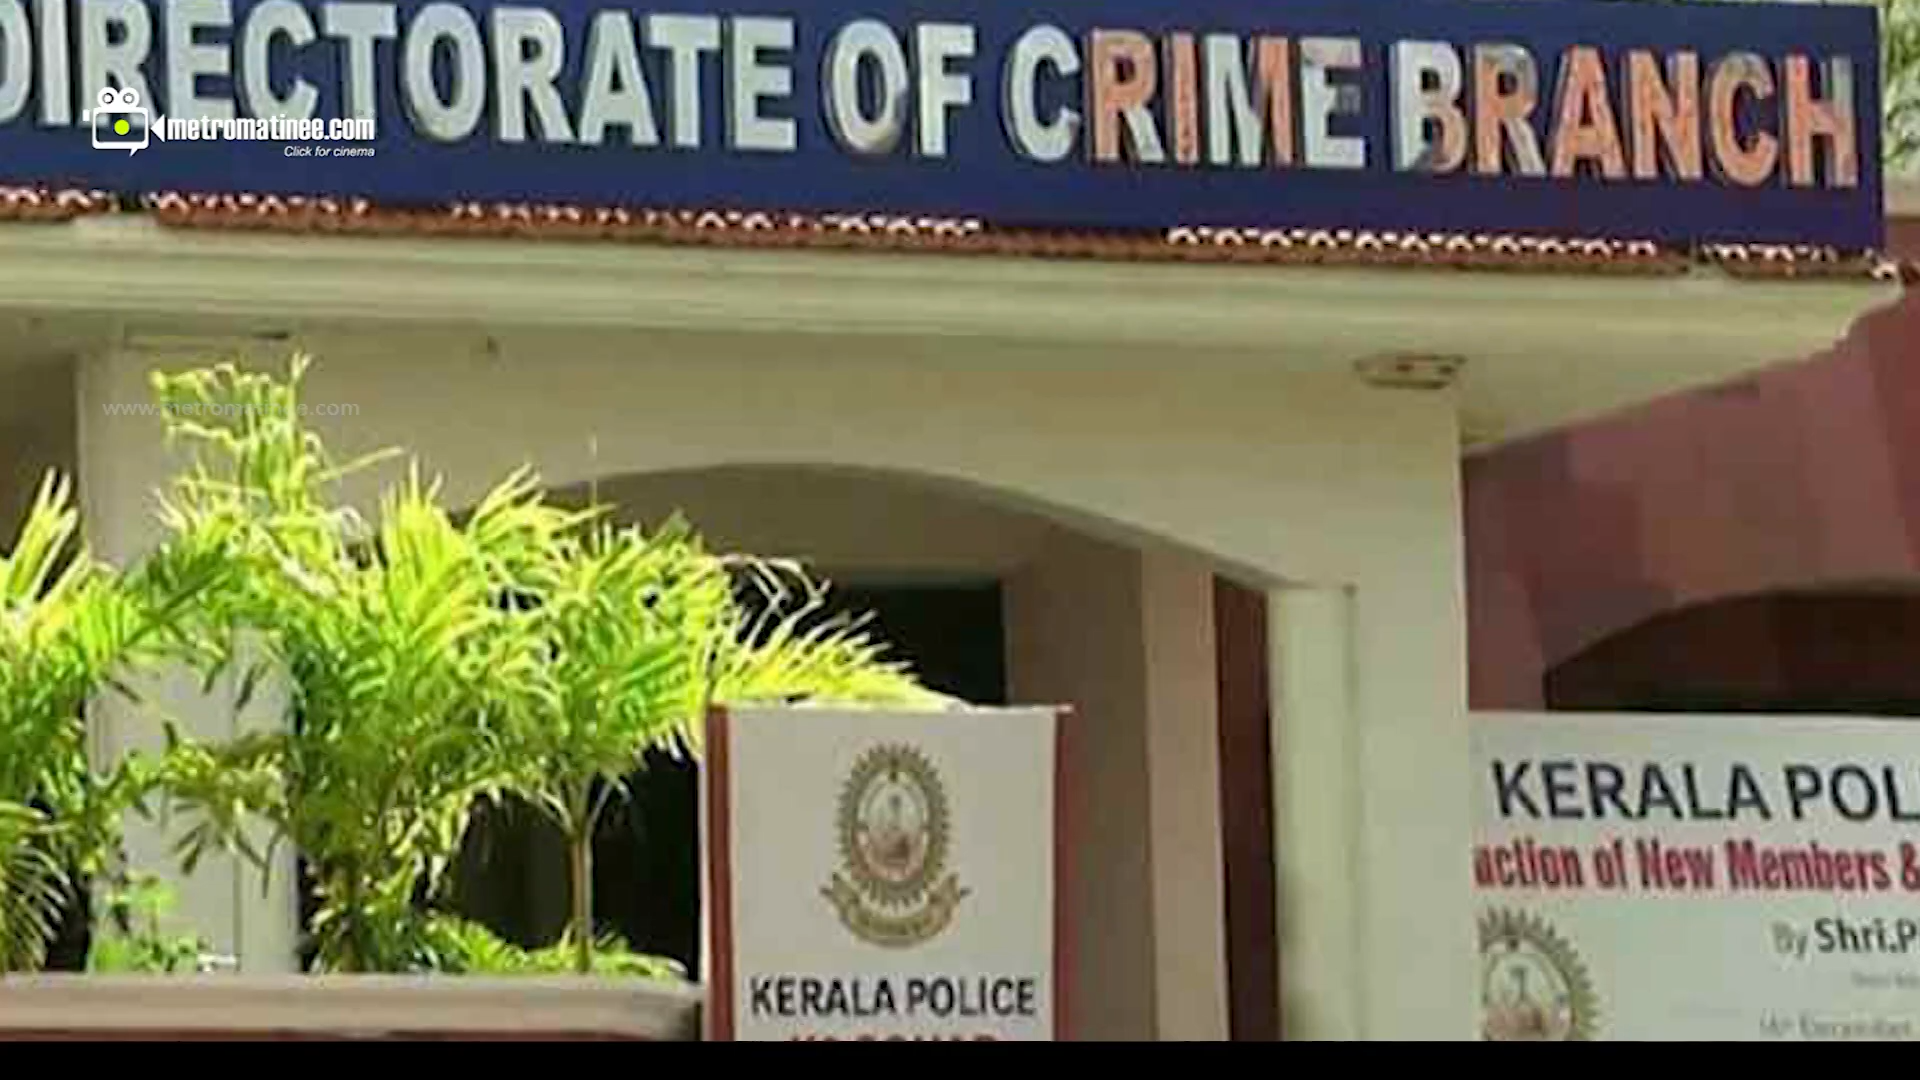 DIRECTORATE OF CRIME BRANCH
metromatinee.com
Click for cinema
www.metromatinee.com
KERALA POLICE
KERALA POL
action of New Members &
By Shri.P